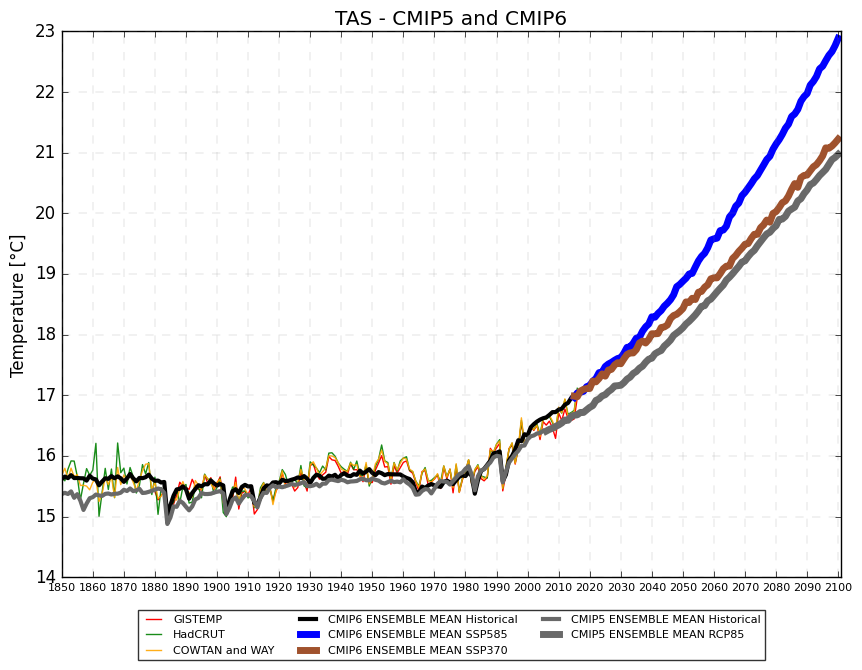 TAS - CMIP5 and CMIP6
Temperature [°C]
23
22
21
20
19
18
17
16
15
14
1850 1860 1870 1880 1890 1900 1910 1920 1930 1940 1950 1960 1970 1980 1990 2000 2010 2020 2030 2040 2050 2060 2070 2080 2090 2100
GISTEMP
HadCRUT
COWTAN and WAY
CMIP6 ENSEMBLE MEAN Historical
CMIP6 ENSEMBLE MEAN SSP585
CMIP6 ENSEMBLE MEAN SSP370
CMIP5 ENSEMBLE MEAN Historical
CMIP5 ENSEMBLE MEAN RCP85